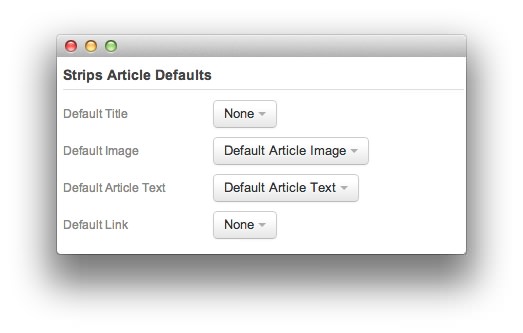 Strips Article Defaults
Default Title None
Default Image Default Article Image
Default Article Text Default Article Text
Default Link None